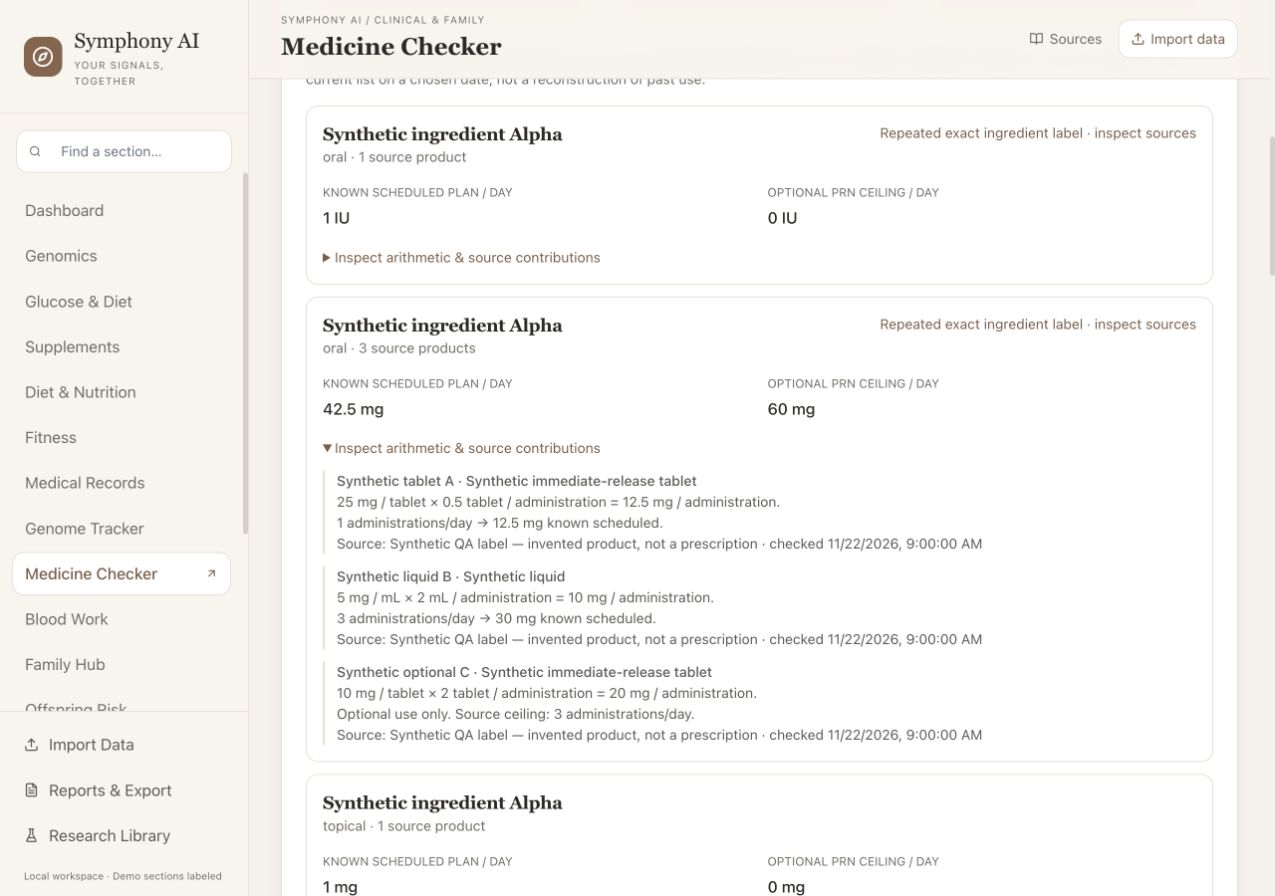 Symphony AI
YOUR SIGNALS,
TOGETHER
Find a section...
Dashboard
Genomics
Glucose & Diet
Supplements
Diet & Nutrition
Fitness
Medical Records
Genome Tracker
Medicine Checker
Blood Work
Family Hub
Offspring Risk
Import Data
Reports & Export
Research Library
Local workspace · Demo sections labeled
SYMPHONY AI / CLINICAL & FAMILY
Medicine Checker
Sources
Import data
current list on a chosen date, not a reconstruction of past use.
Synthetic ingredient Alpha
Repeated exact ingredient label · inspect sources
oral · 1 source product
KNOWN SCHEDULED PLAN / DAY
OPTIONAL PRN CEILING / DAY
1 IU
0 IU
Inspect arithmetic & source contributions
Synthetic ingredient Alpha
Repeated exact ingredient label · inspect sources
oral · 3 source products
KNOWN SCHEDULED PLAN / DAY
OPTIONAL PRN CEILING / DAY
42.5 mg
60 mg
Inspect arithmetic & source contributions
Synthetic tablet A · Synthetic immediate-release tablet
25 mg / tablet × 0.5 tablet / administration = 12.5 mg / administration.
1 administrations/day → 12.5 mg known scheduled.
Source: Synthetic QA label — invented product, not a prescription · checked 11/22/2026, 9:00:00 AM
Synthetic liquid B · Synthetic liquid
5 mg / mL × 2 mL / administration = 10 mg / administration.
3 administrations/day → 30 mg known scheduled.
Source: Synthetic QA label — invented product, not a prescription · checked 11/22/2026, 9:00:00 AM
Synthetic optional C · Synthetic immediate-release tablet
10 mg / tablet × 2 tablet / administration = 20 mg / administration.
Optional use only. Source ceiling: 3 administrations/day.
Source: Synthetic QA label — invented product, not a prescription · checked 11/22/2026, 9:00:00 AM
Synthetic ingredient Alpha
topical · 1 source product
KNOWN SCHEDULED PLAN / DAY
OPTIONAL PRN CEILING / DAY
1 mg
0 mg